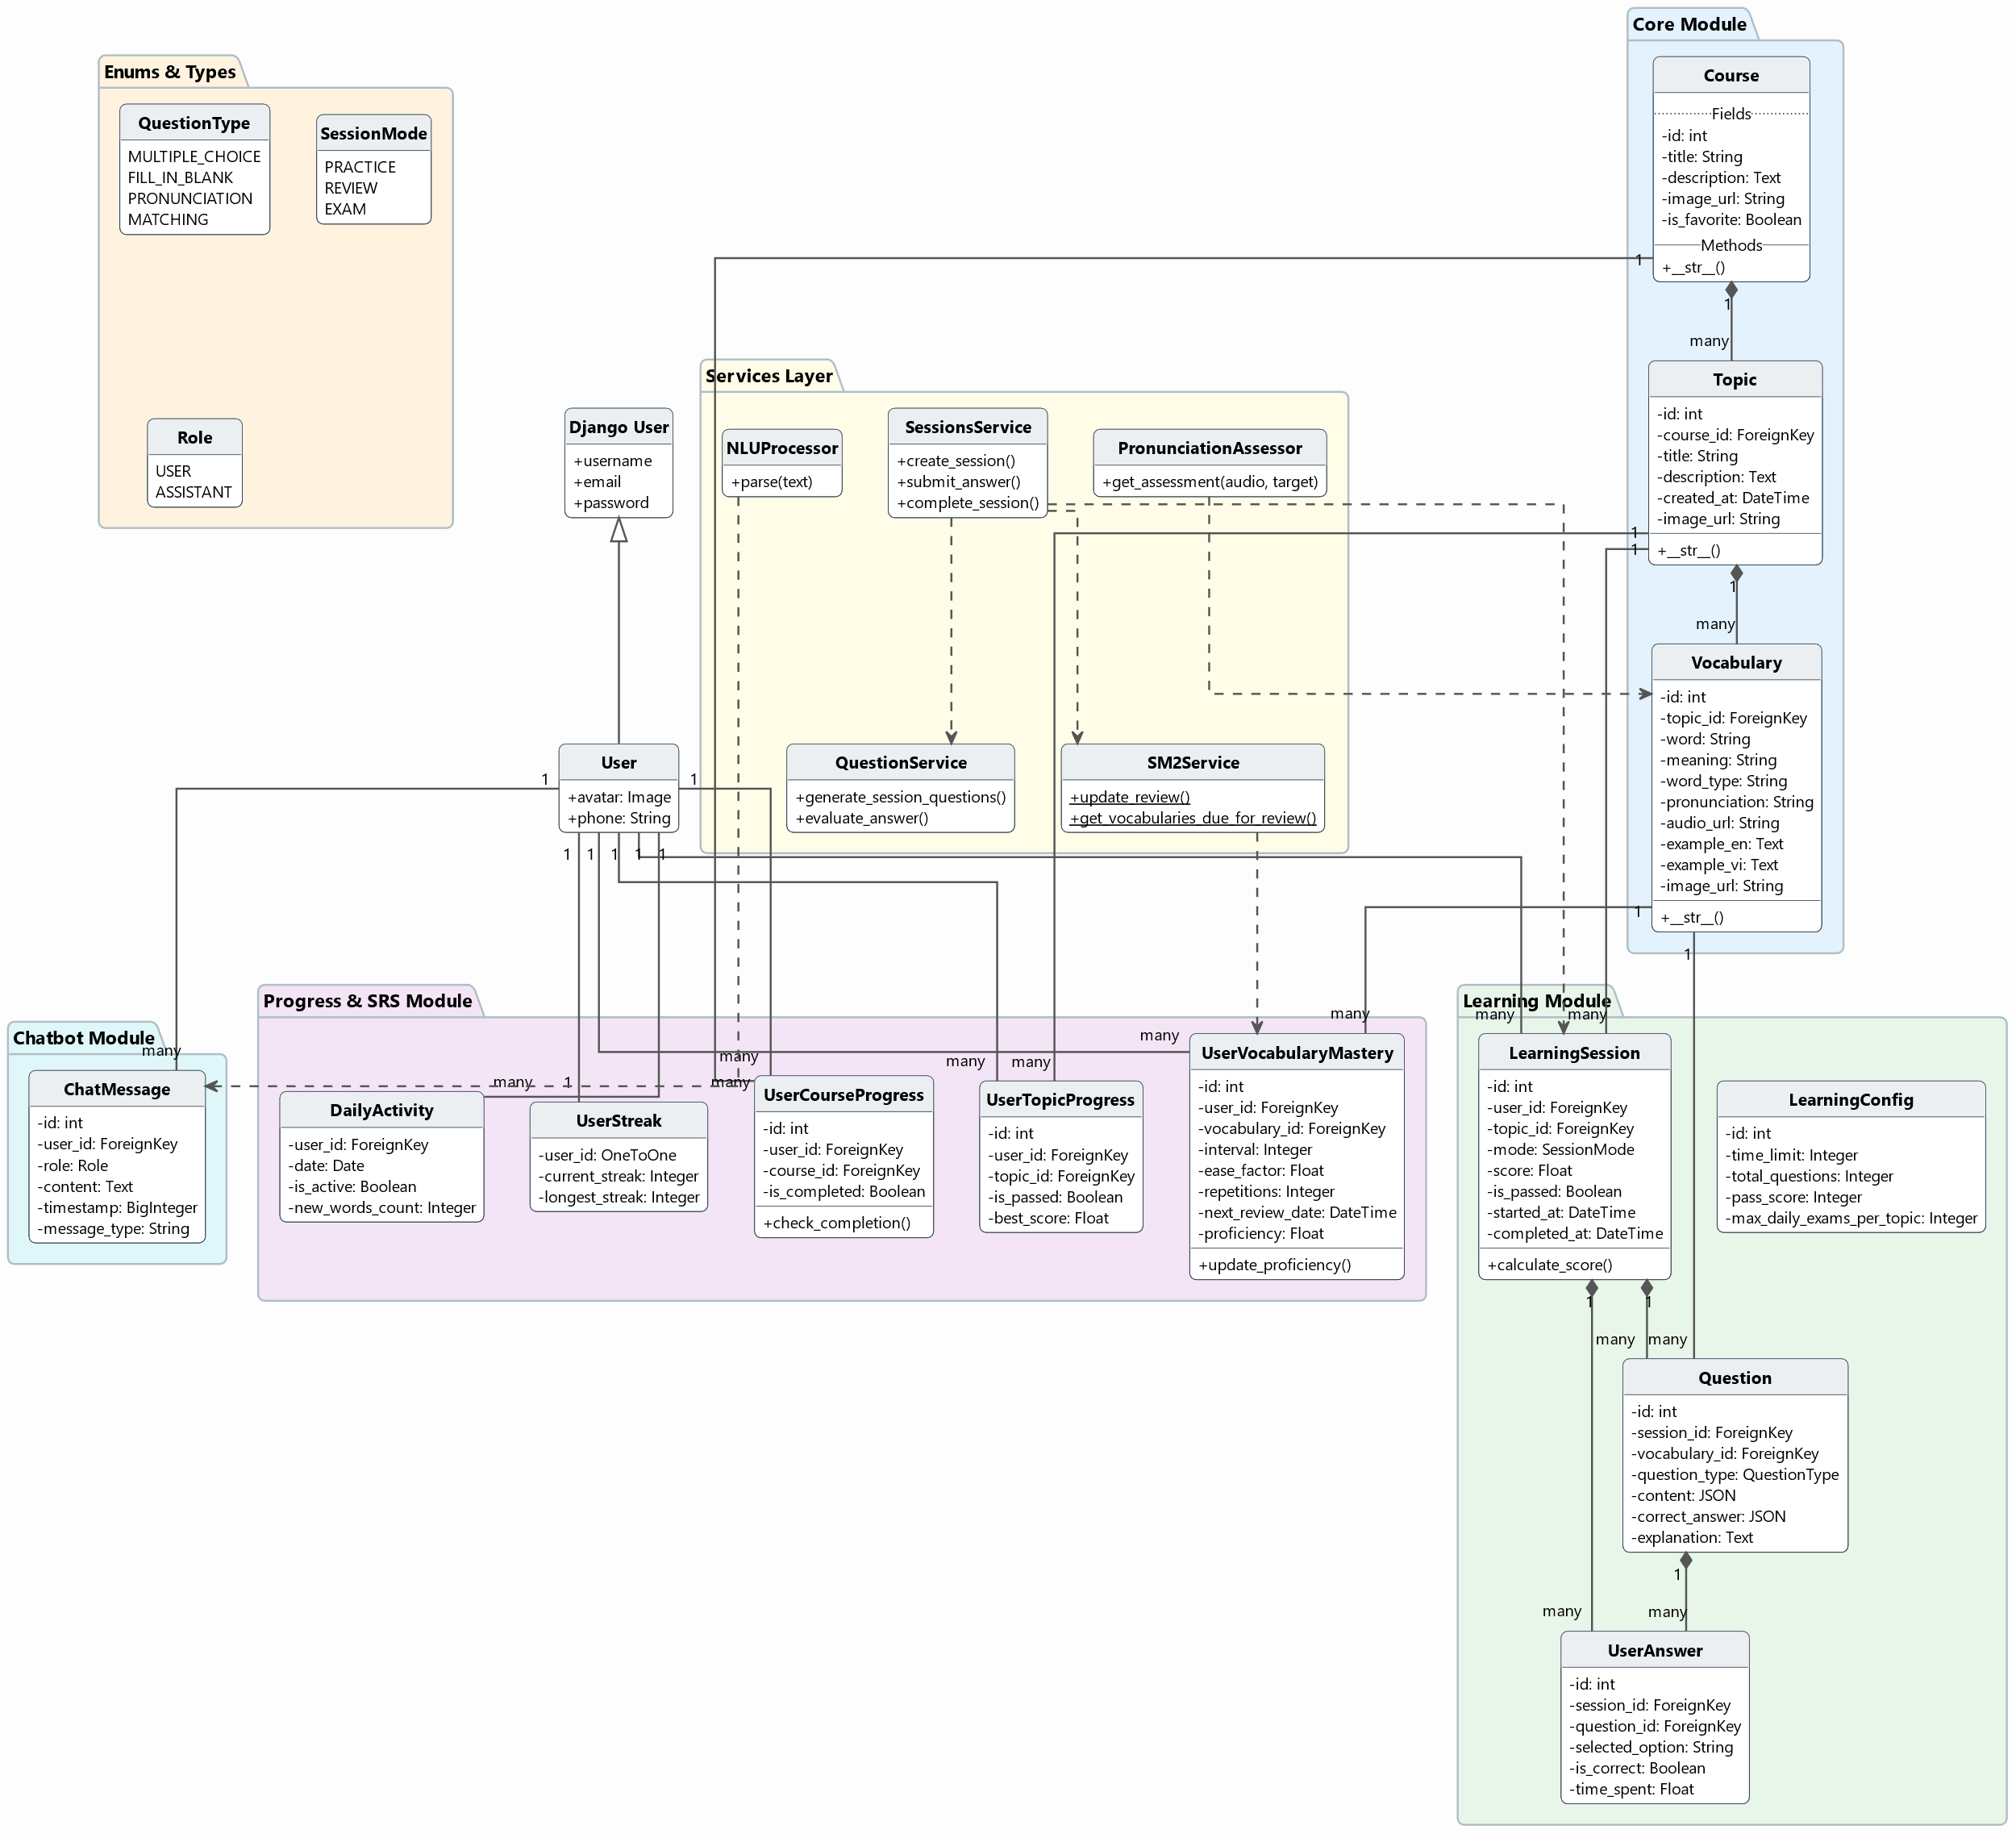 Core Module
Course
Fields
-id: int
-title: String
-description: Text
-image_url: String
-is_favorite: Boolean
Methods
+__str__()
1
1
many
Topic
-id: int
-course_id: ForeignKey
-title: String
-description: Text
-created_at: DateTime
-image_url: String
+__str__()
1
1
1
many
Vocabulary
-id: int
-topic_id: ForeignKey
-word: String
-meaning: String
-word_type: String
-pronunciation: String
-audio_url: String
-example_en: Text
-example_vi: Text
-image_url: String
+__str__()
1
1
Enums & Types
QuestionType
MULTIPLE_CHOICE
FILL_IN_BLANK
PRONUNCIATION
MATCHING
SessionMode
PRACTICE
REVIEW
EXAM
Role
USER
ASSISTANT
Django User
+username
+email
+password
Services Layer
NLUProcessor
+parse(text)
SessionsService
+create_session()
+submit_answer()
+complete_session()
PronunciationAssessor
+get_assessment(audio, target)
QuestionService
+generate_session_questions()
+evaluate_answer()
SM2Service
+update_review()
+get_vocabularies_due_for_review()
1
User
1
+avatar: Image
+phone: String
1
1
1
1
1
Chatbot Module
many
ChatMessage
-id: int
-user_id: ForeignKey
-role: Role
-content: Text
-timestamp: BigInteger
-message_type: String
Progress & SRS Module
many
1
many
many
many
many
many
many
DailyActivity
-user_id: ForeignKey
-date: Date
-is_active: Boolean
-new_words_count: Integer
UserStreak
-user_id: OneToOne
-current_streak: Integer
-longest_streak: Integer
UserCourseProgress
-id: int
-user_id: ForeignKey
-course_id: ForeignKey
-is_completed: Boolean
+check_completion()
UserTopicProgress
-id: int
-user_id: ForeignKey
-topic_id: ForeignKey
-is_passed: Boolean
-best_score: Float
UserVocabularyMastery
-id: int
-user_id: ForeignKey
-vocabulary_id: ForeignKey
-interval: Integer
-ease_factor: Float
-repetitions: Integer
-next_review_date: DateTime
-proficiency: Float
+update_proficiency()
Learning Module
many
many
LearningSession
-id: int
-user_id: ForeignKey
-topic_id: ForeignKey
-mode: SessionMode
-score: Float
-is_passed: Boolean
-started_at: DateTime
-completed_at: DateTime
+calculate_score()
LearningConfig
-id: int
-time_limit: Integer
-total_questions: Integer
-pass_score: Integer
-max_daily_exams_per_topic: Integer
1
1
many
many
Question
-id: int
-session_id: ForeignKey
-vocabulary_id: ForeignKey
-question_type: QuestionType
-content: JSON
-correct_answer: JSON
-explanation: Text
1
many
many
UserAnswer
-id: int
-session_id: ForeignKey
-question_id: ForeignKey
-selected_option: String
-is_correct: Boolean
-time_spent: Float